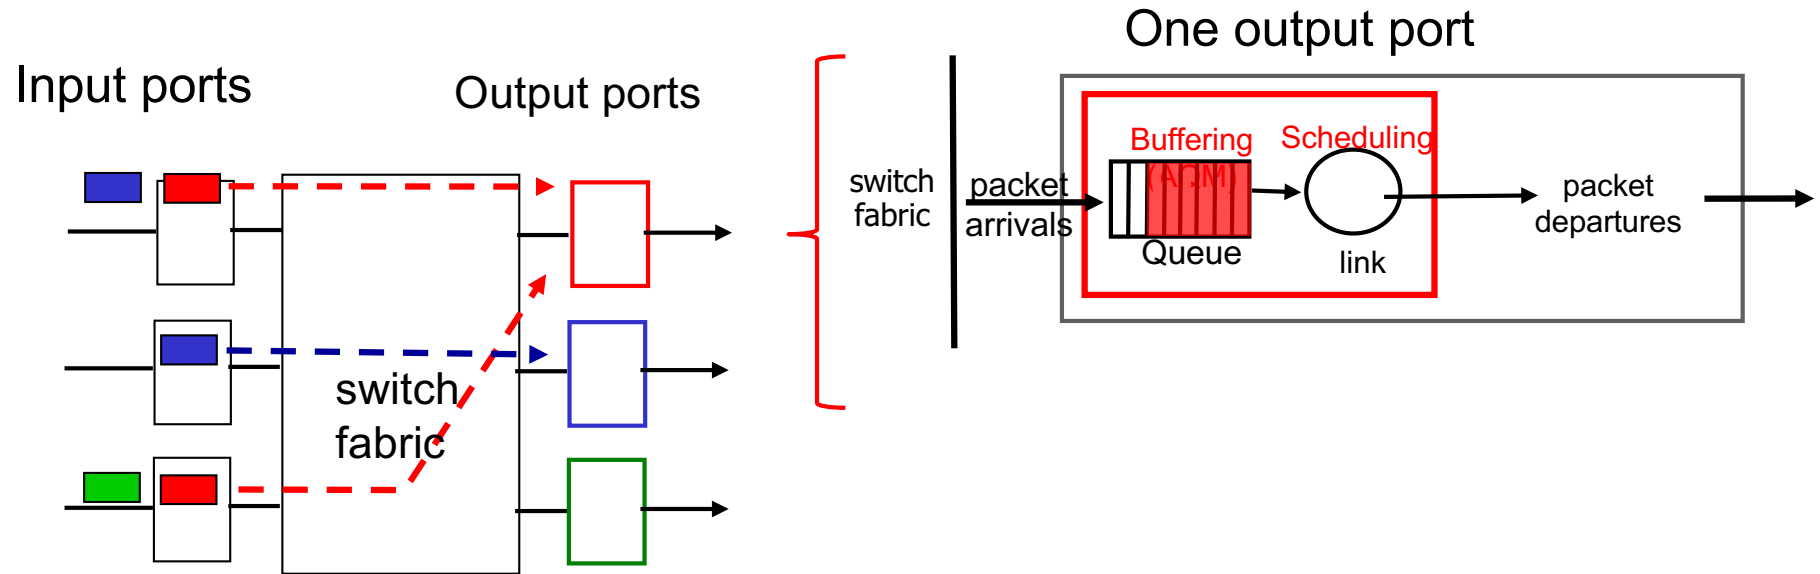 Input ports
Output ports
switch
fabric
One output port
switch
fabric
packet
arrivals
Buffering
(AQM)
Queue
Scheduling
link
packet
departures